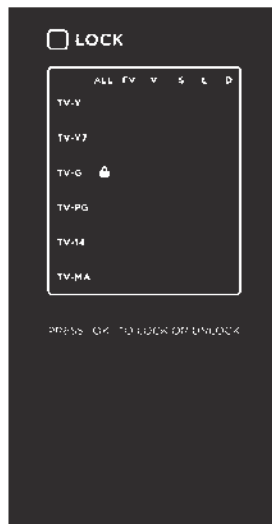 LOCK
ALL FV V S L D
TV-Y
TV-Y7
TV-G
TV-PG
TV-14
TV-MA
PRESS "OK" TO LOCK OR UNLOCK